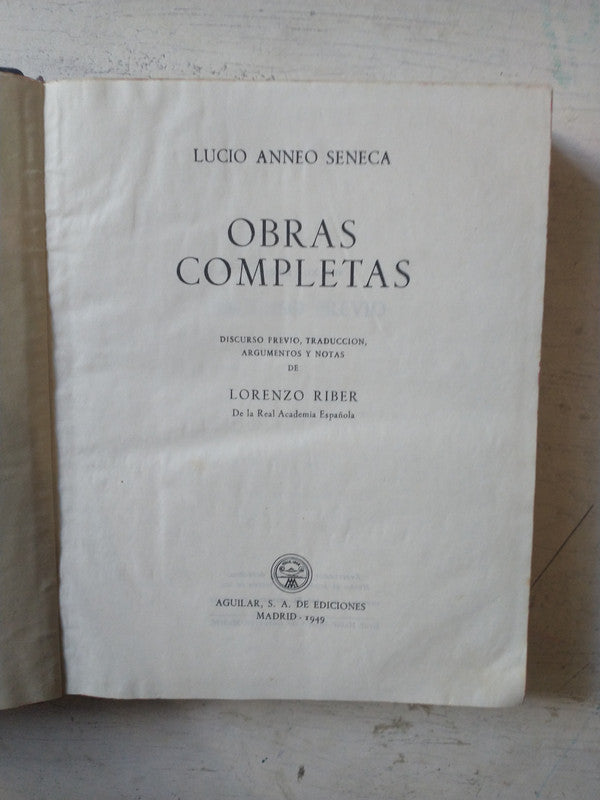 LUCIO ANNEO SENECA
OBRAS
COMPLETAS
DISCURSO PREVIO, TRADUCCION,
ARGUMENTOS Y NOTAS
DE
LORENZO RIBER
De la Real Academia Española
AGUILAR, S. A. DE EDICIONES
MADRID - 1949